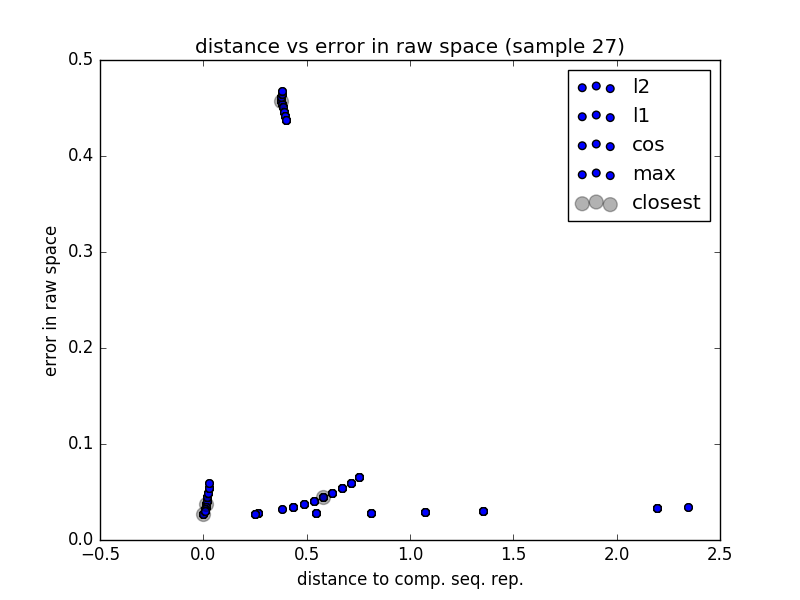 distance vs error in raw space (sample 27)
0.5
0.4
0.3
0.2
0.1
0.0
error in raw space
l2
l1
cos
max
closest
−0.5 0.0 0.5 1.0 1.5 2.0 2.5
distance to comp. seq. rep.